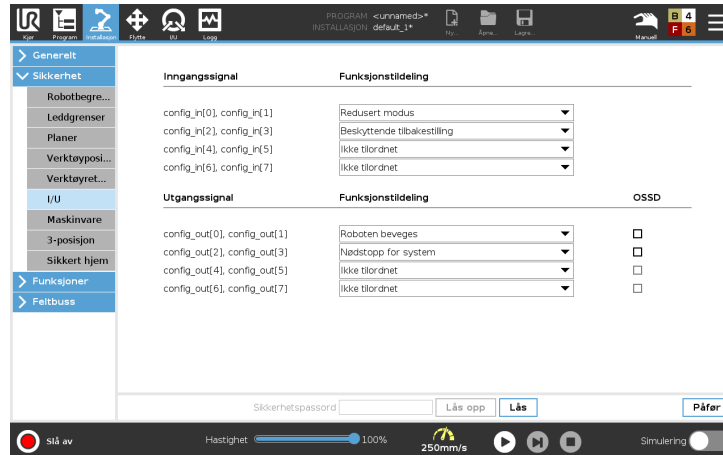 UR
PROGRAM <unnamed>*
INSTALLASJON default_1*
Kjør Program Installasjon Flytte I/U Logg Ny... Åpne... Lagre... Manuell
B 4
F 6
Generelt
Sikkerhet
Robotbegre...
Leddgrenser
Planer
Verktøyposi...
Verktøyret...
I/U
Maskinvare
3-posisjon
Sikkert hjem
Funksjoner
Feltbuss
Inngangssignal Funksjonstildeling
config_in[0], config_in[1] Redusert modus
config_in[2], config_in[3] Beskyttende tilbakestilling
config_in[4], config_in[5] Ikke tilordnet
config_in[6], config_in[7] Ikke tilordnet
Utgangssignal Funksjonstildeling OSSD
config_out[0], config_out[1] Roboten beveges
config_out[2], config_out[3] Nødstopp for system
config_out[4], config_out[5] Ikke tilordnet
config_out[6], config_out[7] Ikke tilordnet
Sikkerhetspassord Lås opp Lås Påfør
Slå av Hastighet 100% 250mm/s Simulering